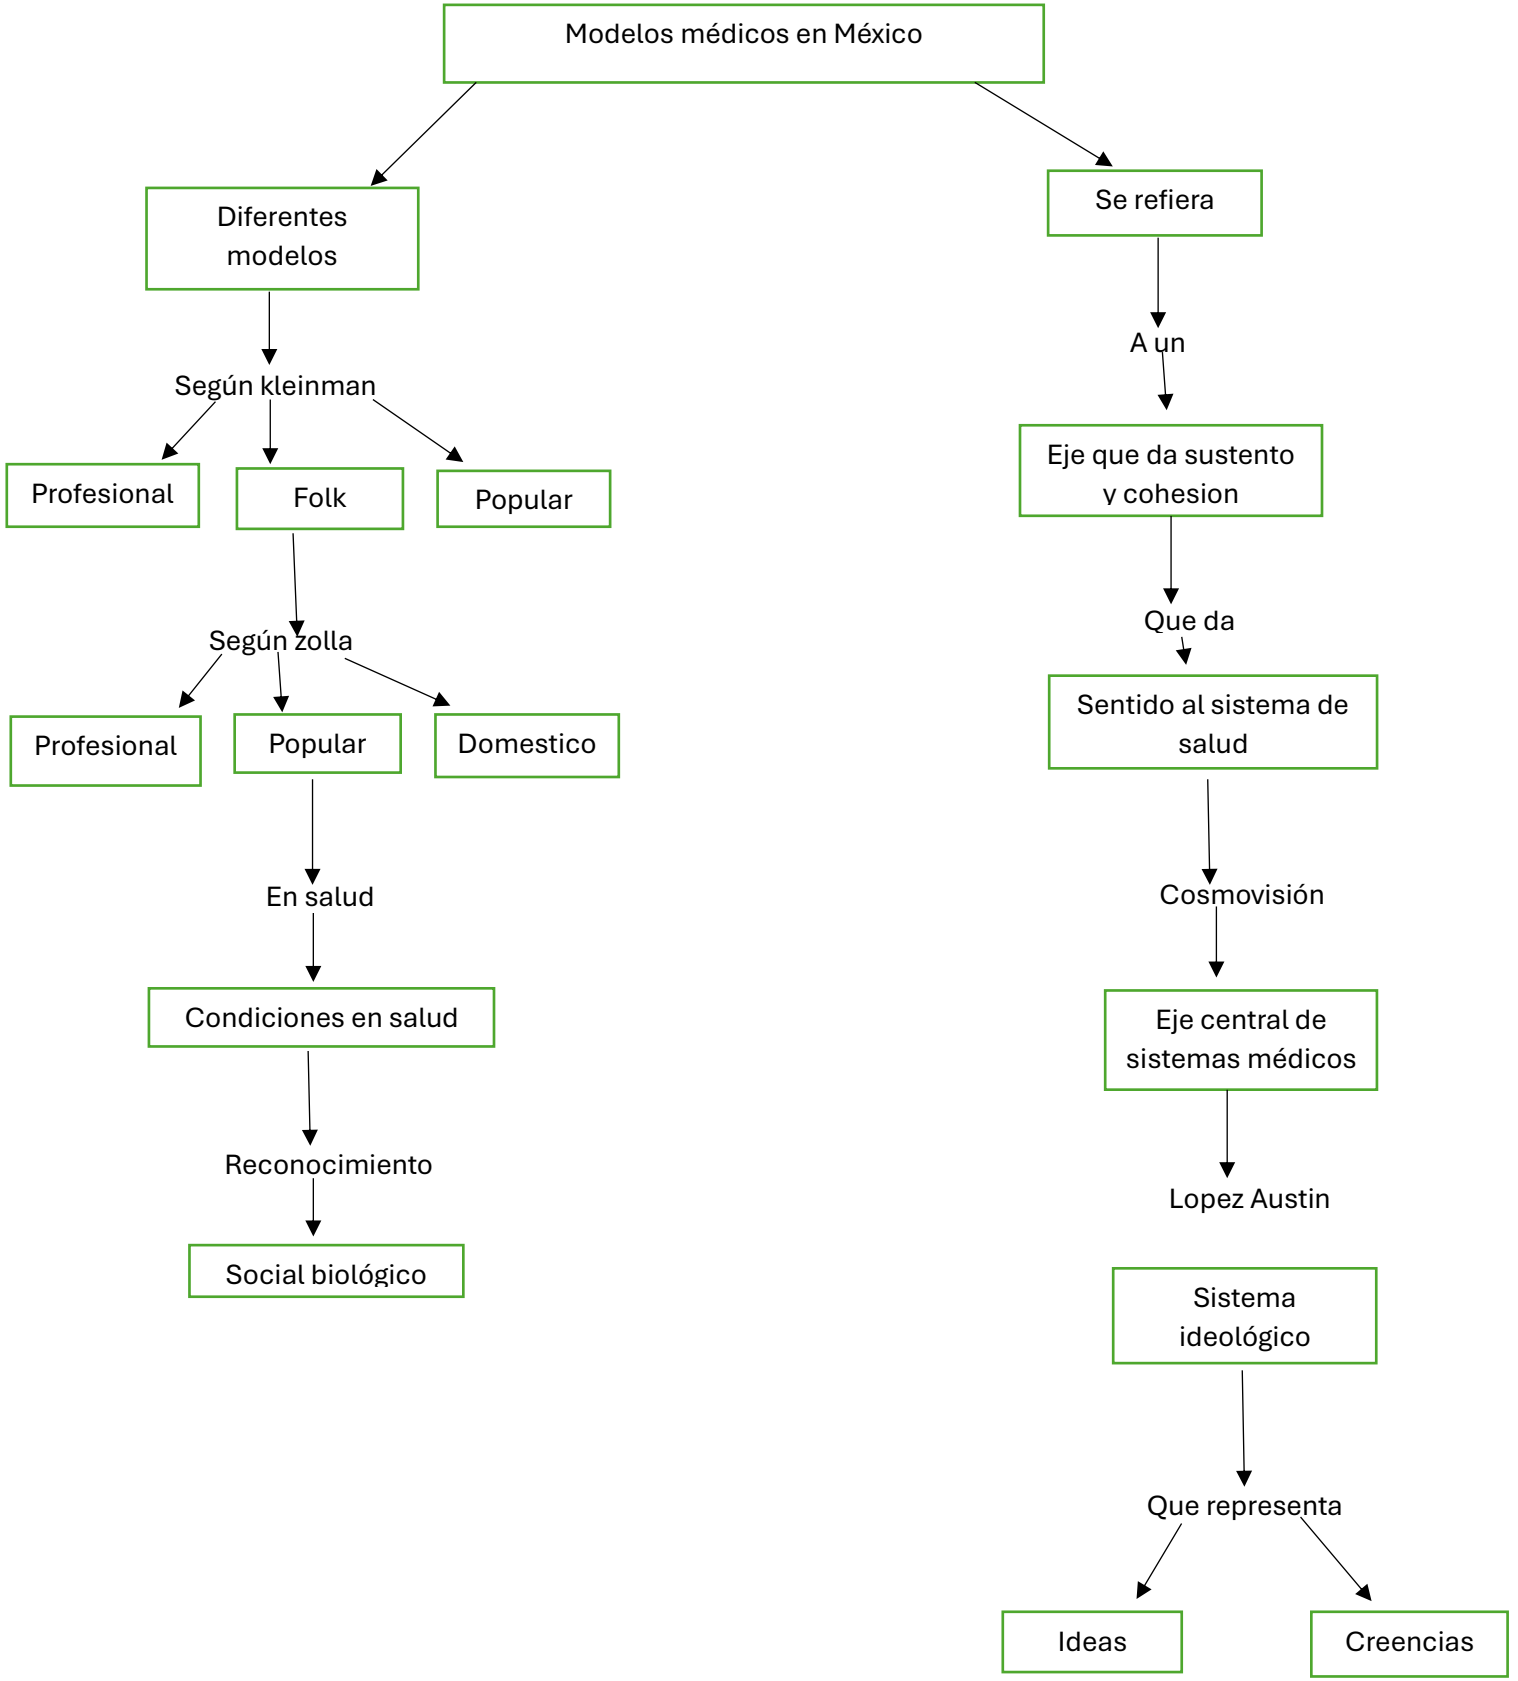 Modelos médicos en México
Diferentes
modelos
Según kleinman
Profesional
Folk
Popular
Según zolla
Profesional
Popular
Domestico
En salud
Condiciones en salud
Reconocimiento
Social biológico
Se refiera
A un
Eje que da sustento
y cohesion
Que da
Sentido al sistema de
salud
Cosmovisión
Eje central de
sistemas médicos
Lopez Austin
Sistema
ideológico
Que representa
Ideas
Creencias